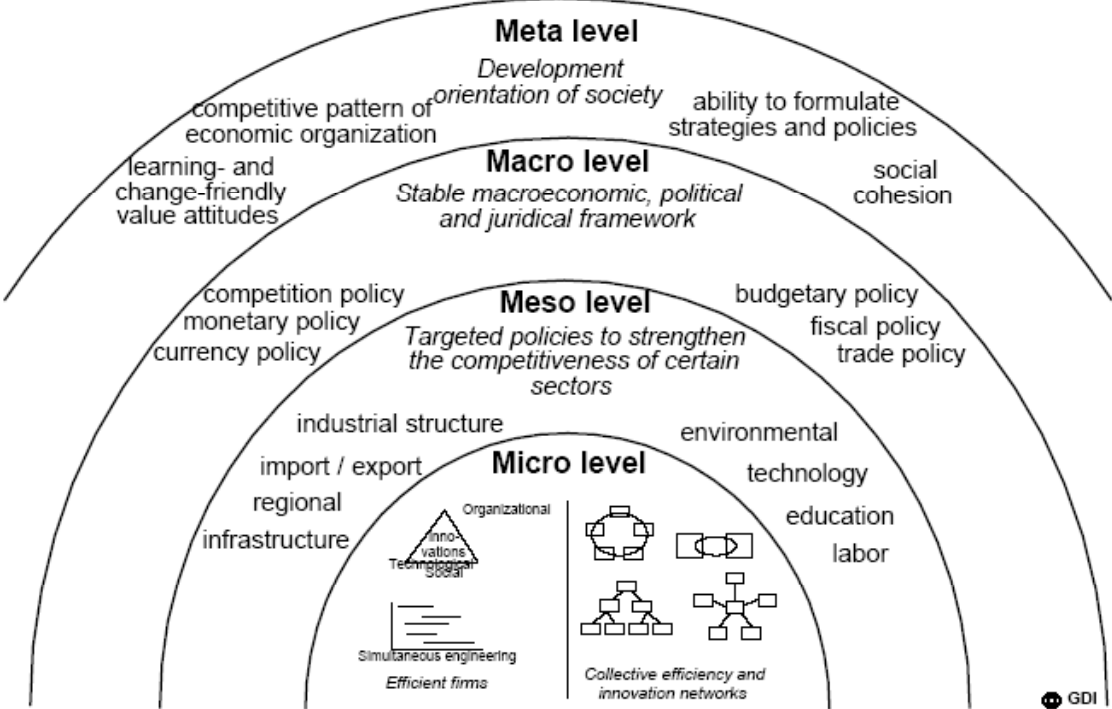 Meta level
Development
orientation of society
competitive pattern of
economic organization
ability to formulate
strategies and policies
learning- and
change-friendly
value attitudes
social
cohesion
Macro level
Stable macroeconomic, political
and juridical framework
competition policy
monetary policy
currency policy
budgetary policy
fiscal policy
trade policy
Meso level
Targeted policies to strengthen
the competitiveness of certain
sectors
industrial structure
import / export
regional
infrastructure
environmental
technology
education
labor
Micro level
Organizational
Inno-
vations
Technological
Social
Simultaneous engineering
Efficient firms
Collective efficiency and
innovation networks
GDI